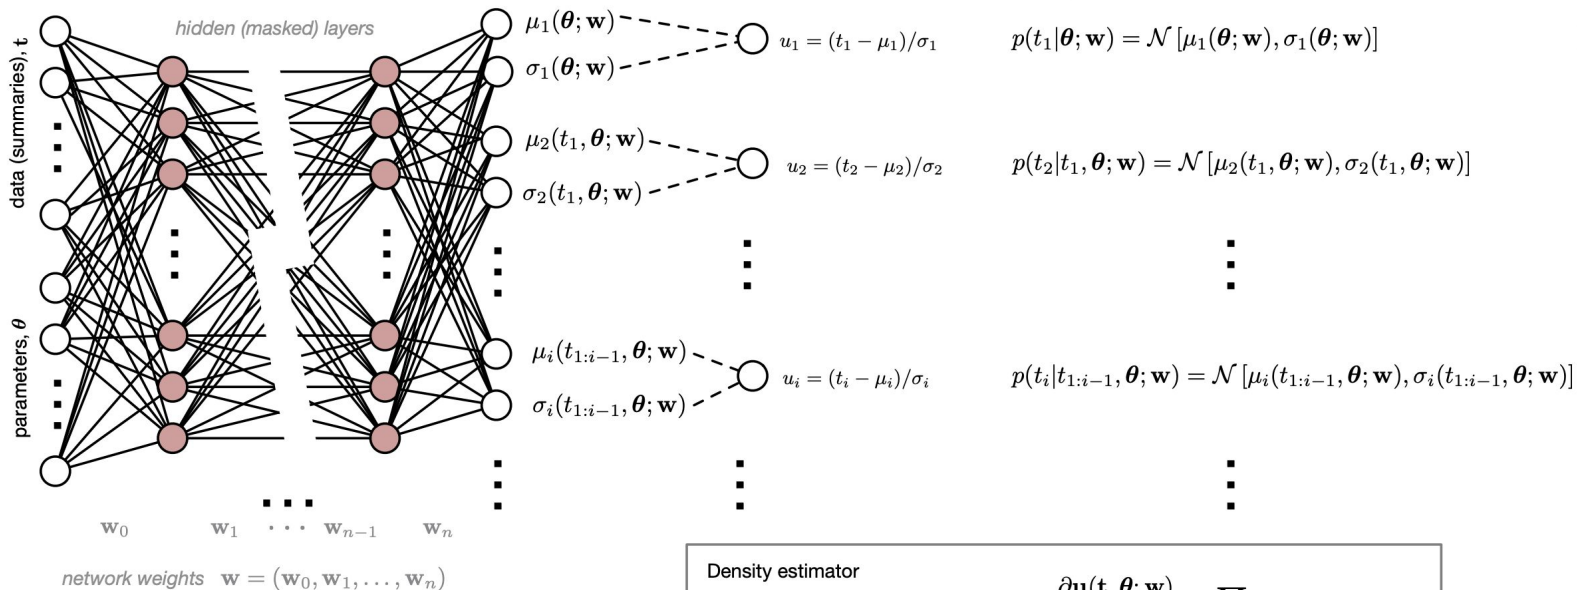 hidden (masked) layers
data (summaries), t
parameters, θ
μ₁(θ; w)
σ₁(θ; w)
u₁ = (t₁ − μ₁)/σ₁
p(t₁|θ; w) = 𝒩 [μ₁(θ; w), σ₁(θ; w)]
μ₂(t₁, θ; w)
σ₂(t₁, θ; w)
u₂ = (t₂ − μ₂)/σ₂
p(t₂|t₁, θ; w) = 𝒩 [μ₂(t₁, θ; w), σ₂(t₁, θ; w)]
μᵢ(t₁:ᵢ₋₁, θ; w)
σᵢ(t₁:ᵢ₋₁, θ; w)
uᵢ = (tᵢ − μᵢ)/σᵢ
p(tᵢ|t₁:ᵢ₋₁, θ; w) = 𝒩 [μᵢ(t₁:ᵢ₋₁, θ; w), σᵢ(t₁:ᵢ₋₁, θ; w)]
w₀ w₁ ··· wₙ₋₁ wₙ
network weights w = (w₀, w₁, . . . , wₙ)
Density estimator
∂u(t, θ; w)